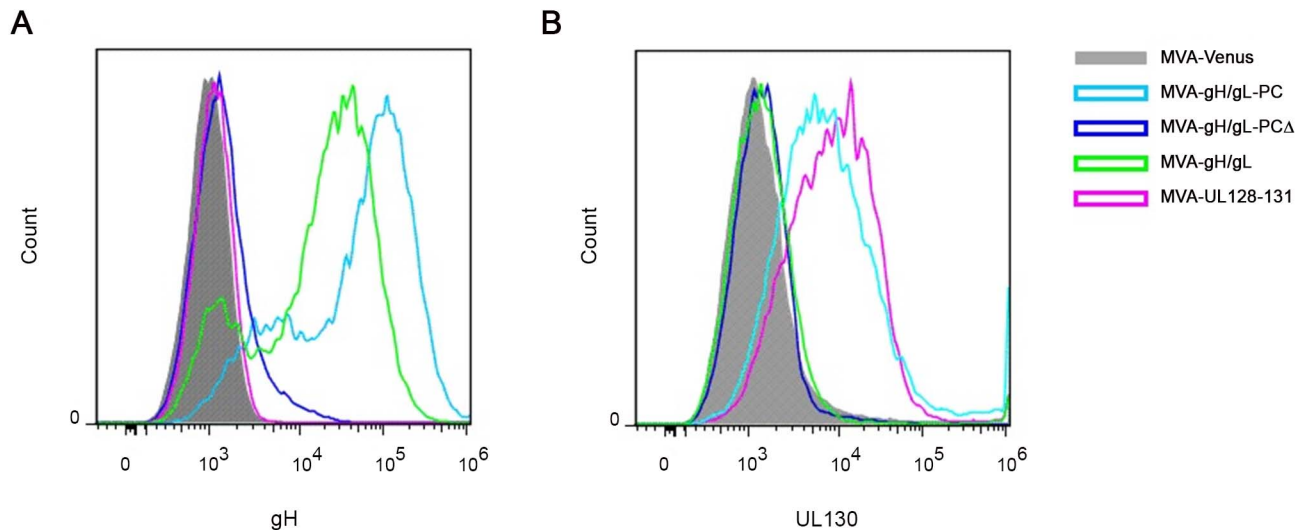 A
B
Count
0
0
10³
10⁴
10⁵
10⁶
gH
Count
0
0
10³
10⁴
10⁵
10⁶
UL130
MVA-Venus
MVA-gH/gL-PC
MVA-gH/gL-PCΔ
MVA-gH/gL
MVA-UL128-131